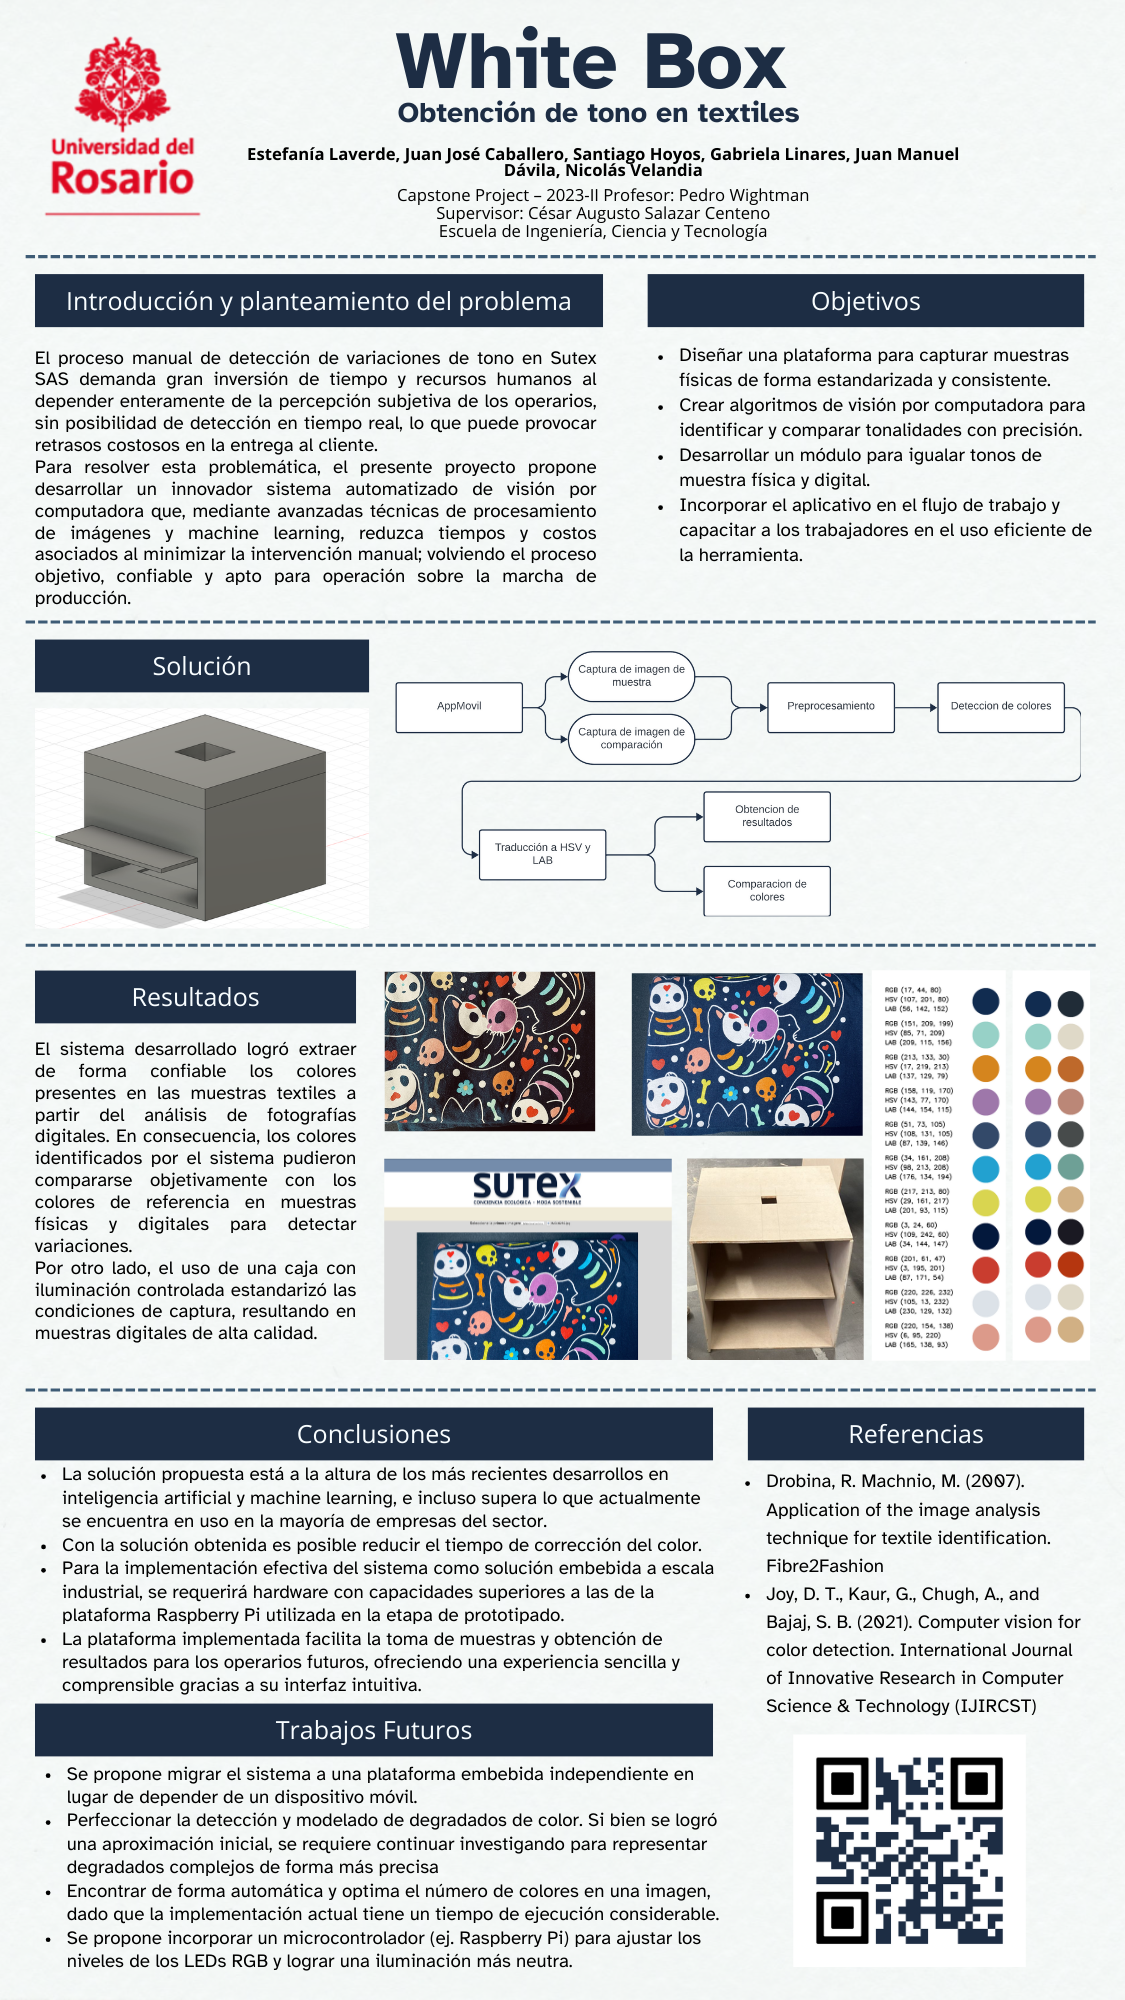 White Box
Obtención de tono en textiles
Universidad del
Rosario
Estefanía Laverde, Juan José Caballero, Santiago Hoyos, Gabriela Linares, Juan Manuel
Dávila, Nicolás Velandia
Capstone Project – 2023-II Profesor: Pedro Wightman
Supervisor: César Augusto Salazar Centeno
Escuela de Ingeniería, Ciencia y Tecnología
Introducción y planteamiento del problema
El proceso manual de detección de variaciones de tono en Sutex
SAS demanda gran inversión de tiempo y recursos humanos al
depender enteramente de la percepción subjetiva de los operarios,
sin posibilidad de detección en tiempo real, lo que puede provocar
retrasos costosos en la entrega al cliente.
Para resolver esta problemática, el presente proyecto propone
desarrollar un innovador sistema automatizado de visión por
computadora que, mediante avanzadas técnicas de procesamiento
de imágenes y machine learning, reduzca tiempos y costos
asociados al minimizar la intervención manual; volviendo el proceso
objetivo, confiable y apto para operación sobre la marcha de
producción.
Objetivos
• Diseñar una plataforma para capturar muestras
físicas de forma estandarizada y consistente.
• Crear algoritmos de visión por computadora para
identificar y comparar tonalidades con precisión.
• Desarrollar un módulo para igualar tonos de
muestra física y digital.
• Incorporar el aplicativo en el flujo de trabajo y
capacitar a los trabajadores en el uso eficiente de
la herramienta.
Solución
AppMovil
Captura de imagen de
muestra
Captura de imagen de
comparación
Preprocesamiento
Deteccion de colores
Traducción a HSV y
LAB
Obtencion de
resultados
Comparacion de
colores
Resultados
El sistema desarrollado logró extraer
de forma confiable los colores
presentes en las muestras textiles a
partir del análisis de fotografías
digitales. En consecuencia, los colores
identificados por el sistema pudieron
compararse objetivamente con los
colores de referencia en muestras
físicas y digitales para detectar
variaciones.
Por otro lado, el uso de una caja con
iluminación controlada estandarizó las
condiciones de captura, resultando en
muestras digitales de alta calidad.
SUTEX
CONCIENCIA ECOLÓGICA - MODA SOSTENIBLE
RGB (17, 44, 80)
HSV (107, 201, 80)
LAB (56, 142, 152)
RGB (151, 209, 199)
HSV (85, 71, 209)
LAB (209, 115, 156)
RGB (213, 133, 30)
HSV (17, 219, 213)
LAB (137, 129, 79)
RGB (158, 119, 170)
HSV (143, 77, 170)
LAB (144, 154, 115)
RGB (51, 73, 105)
HSV (108, 131, 105)
LAB (87, 139, 146)
RGB (34, 161, 208)
HSV (98, 213, 208)
LAB (176, 134, 194)
RGB (217, 213, 80)
HSV (29, 161, 217)
LAB (201, 93, 115)
RGB (3, 24, 60)
HSV (109, 242, 60)
LAB (34, 144, 147)
RGB (201, 61, 47)
HSV (3, 195, 201)
LAB (87, 171, 54)
RGB (220, 226, 232)
HSV (105, 13, 232)
LAB (230, 129, 132)
RGB (220, 154, 138)
HSV (6, 95, 220)
LAB (165, 138, 93)
Conclusiones
• La solución propuesta está a la altura de los más recientes desarrollos en
inteligencia artificial y machine learning, e incluso supera lo que actualmente
se encuentra en uso en la mayoría de empresas del sector.
• Con la solución obtenida es posible reducir el tiempo de corrección del color.
• Para la implementación efectiva del sistema como solución embebida a escala
industrial, se requerirá hardware con capacidades superiores a las de la
plataforma Raspberry Pi utilizada en la etapa de prototipado.
• La plataforma implementada facilita la toma de muestras y obtención de
resultados para los operarios futuros, ofreciendo una experiencia sencilla y
comprensible gracias a su interfaz intuitiva.
Trabajos Futuros
• Se propone migrar el sistema a una plataforma embebida independiente en
lugar de depender de un dispositivo móvil.
• Perfeccionar la detección y modelado de degradados de color. Si bien se logró
una aproximación inicial, se requiere continuar investigando para representar
degradados complejos de forma más precisa
• Encontrar de forma automática y optima el número de colores en una imagen,
dado que la implementación actual tiene un tiempo de ejecución considerable.
• Se propone incorporar un microcontrolador (ej. Raspberry Pi) para ajustar los
niveles de los LEDs RGB y lograr una iluminación más neutra.
Referencias
• Drobina, R. Machnio, M. (2007).
Application of the image analysis
technique for textile identification.
Fibre2Fashion
• Joy, D. T., Kaur, G., Chugh, A., and
Bajaj, S. B. (2021). Computer vision for
color detection. International Journal
of Innovative Research in Computer
Science & Technology (IJIRCST)